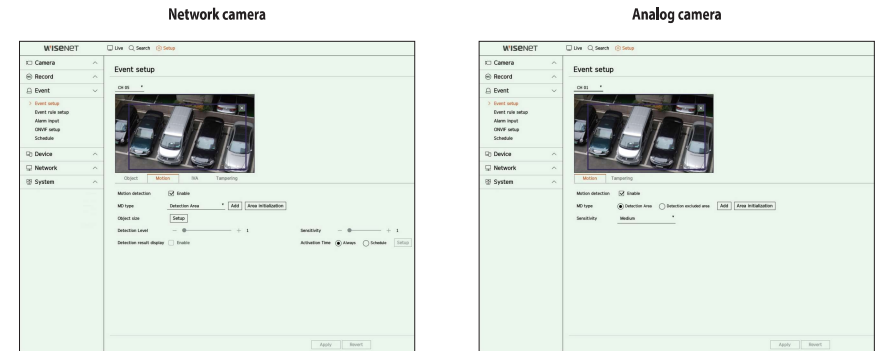 Network camera
WISENET Live Search Setup
Camera
Record
Event
> Event setup
Event rule setup
Alarm input
ONVIF setup
Schedule
Device
Network
System
Event setup
CH 05
Object Motion IVA Tampering
Motion detection Enable
MD type Detection Area Add Area initialization
Object size Setup
Detection Level − + 1 Sensitivity − + 1
Detection result display Enable Activation Time Always Schedule Setup
Apply Revert
Analog camera
WISENET Live Search Setup
Camera
Record
Event
> Event setup
Event rule setup
Alarm input
ONVIF setup
Schedule
Device
Network
System
Event setup
CH 01
Motion Tampering
Motion detection Enable
MD type Detection Area Detection excluded area Add Area initialization
Sensitivity Medium
Apply Revert